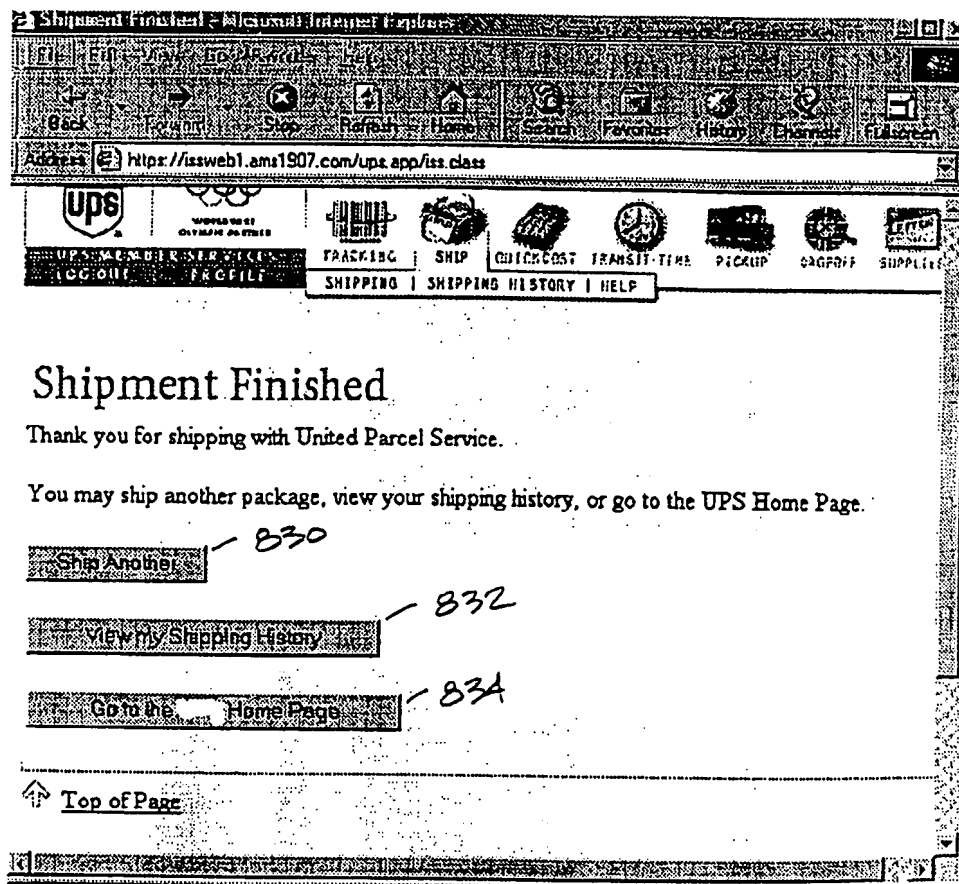 Shipment Finished - Microsoft Internet Explorer
Back Forward Stop Refresh Home Search Favorites History Channels Fullscreen
Address https://issweb1.ams1907.com/ups.app/iss.class
ups
WORLDWIDE OLYMPIC PARTNER
UPS MEMBER SERVICES
LOG OUT PROFILE
TRACKING SHIP QUICKCOST TRANSIT-TIME PICKUP DROPOFF SUPPLIES
SHIPPING | SHIPPING HISTORY | HELP
Shipment Finished
Thank you for shipping with United Parcel Service.
You may ship another package, view your shipping history, or go to the UPS Home Page.
Ship Another 830
View my Shipping History 832
Go to the Home Page 834
Top of Page